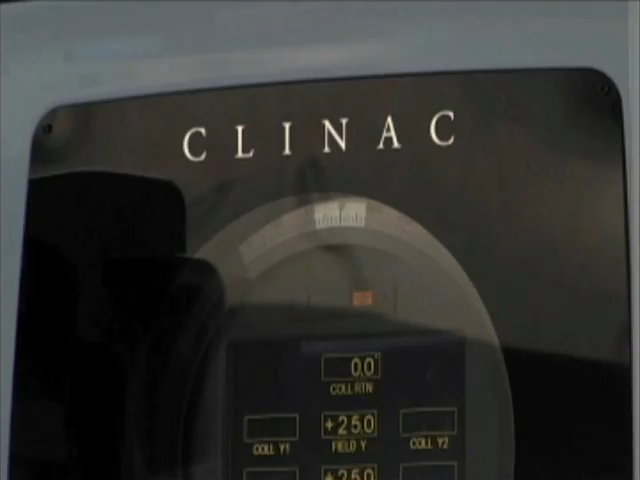 CLINAC
0.0°
COLL RTN
+25.0
COLL Y1 FIELD Y COLL Y2
+25.0